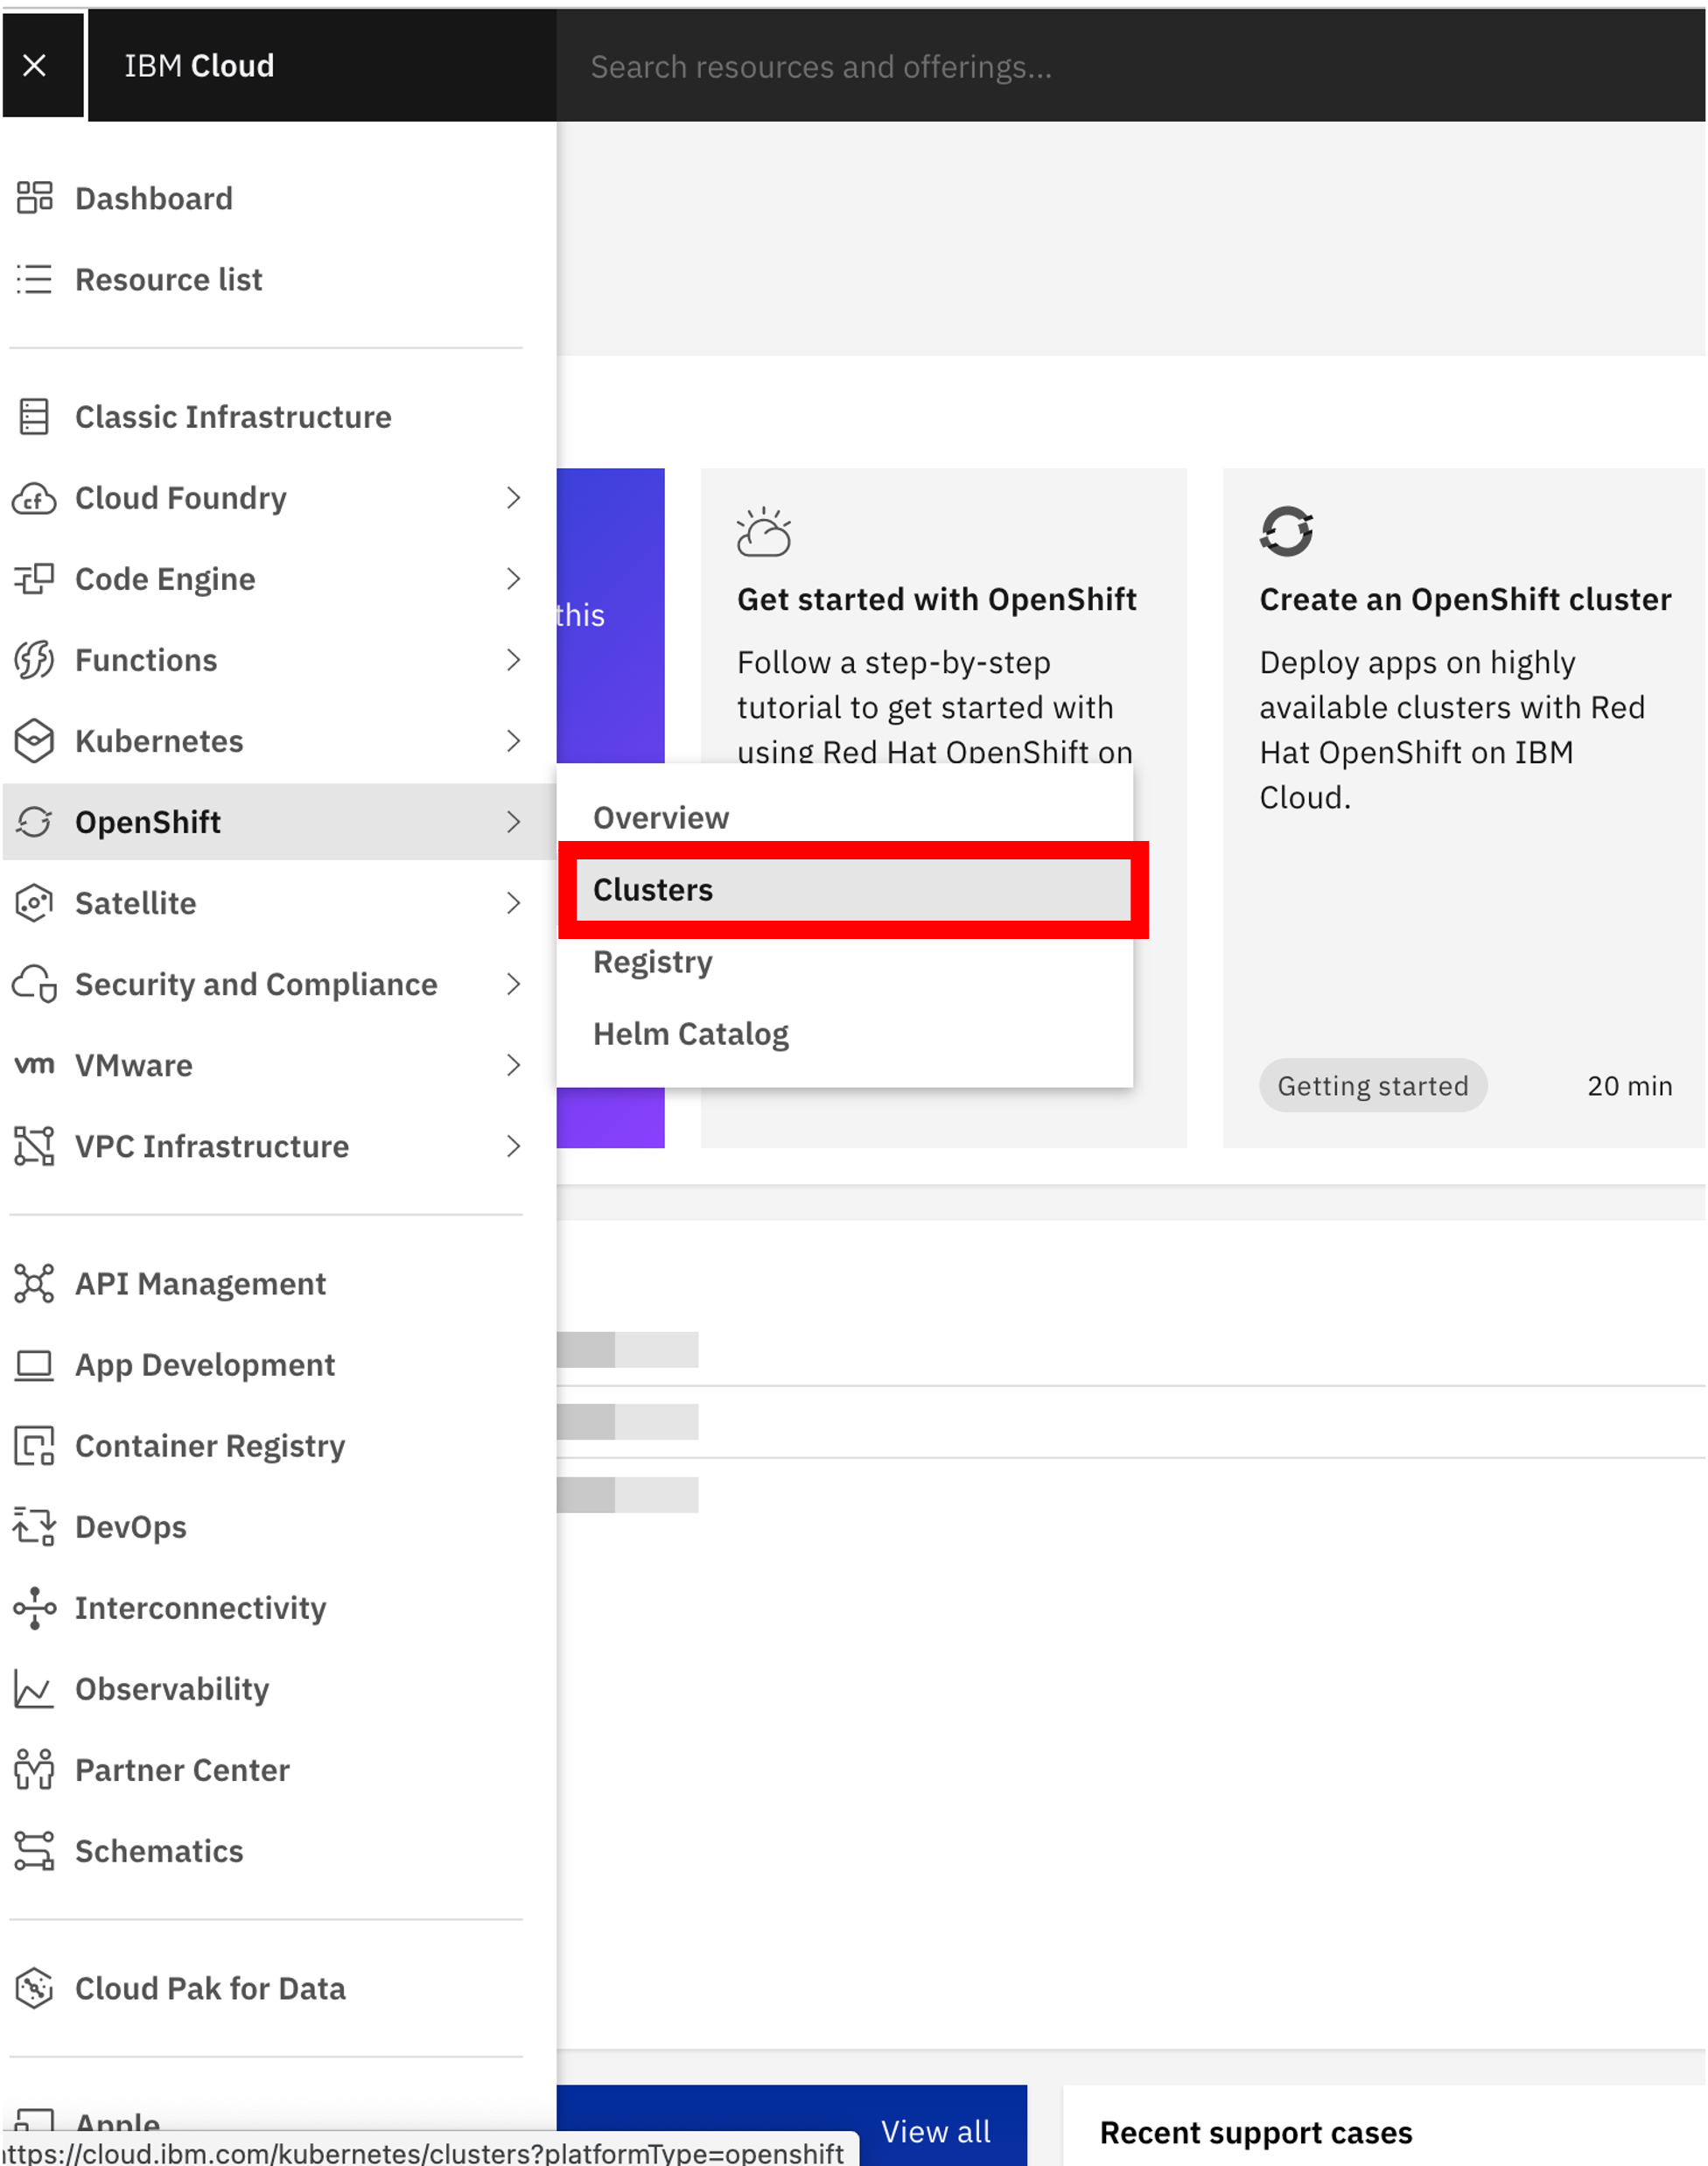 IBM Cloud
Search resources and offerings...
Dashboard
Resource list
Classic Infrastructure
cf
Cloud Foundry
Code Engine
Functions
Kubernetes
OpenShift
Satellite
Security and Compliance
vm
VMware
VPC Infrastructure
API Management
App Development
Container Registry
DevOps
Interconnectivity
Observability
Partner Center
Schematics
Cloud Pak for Data
Apple
ttps://cloud.ibm.com/kubernetes/clusters?platformType=openshift
Overview
Clusters
Registry
Helm Catalog
this
Get started with OpenShift
Follow a step-by-step
tutorial to get started with
using Red Hat OpenShift on
Create an OpenShift cluster
Deploy apps on highly
available clusters with Red
Hat OpenShift on IBM
Cloud.
Getting started
20 min
View all
Recent support cases